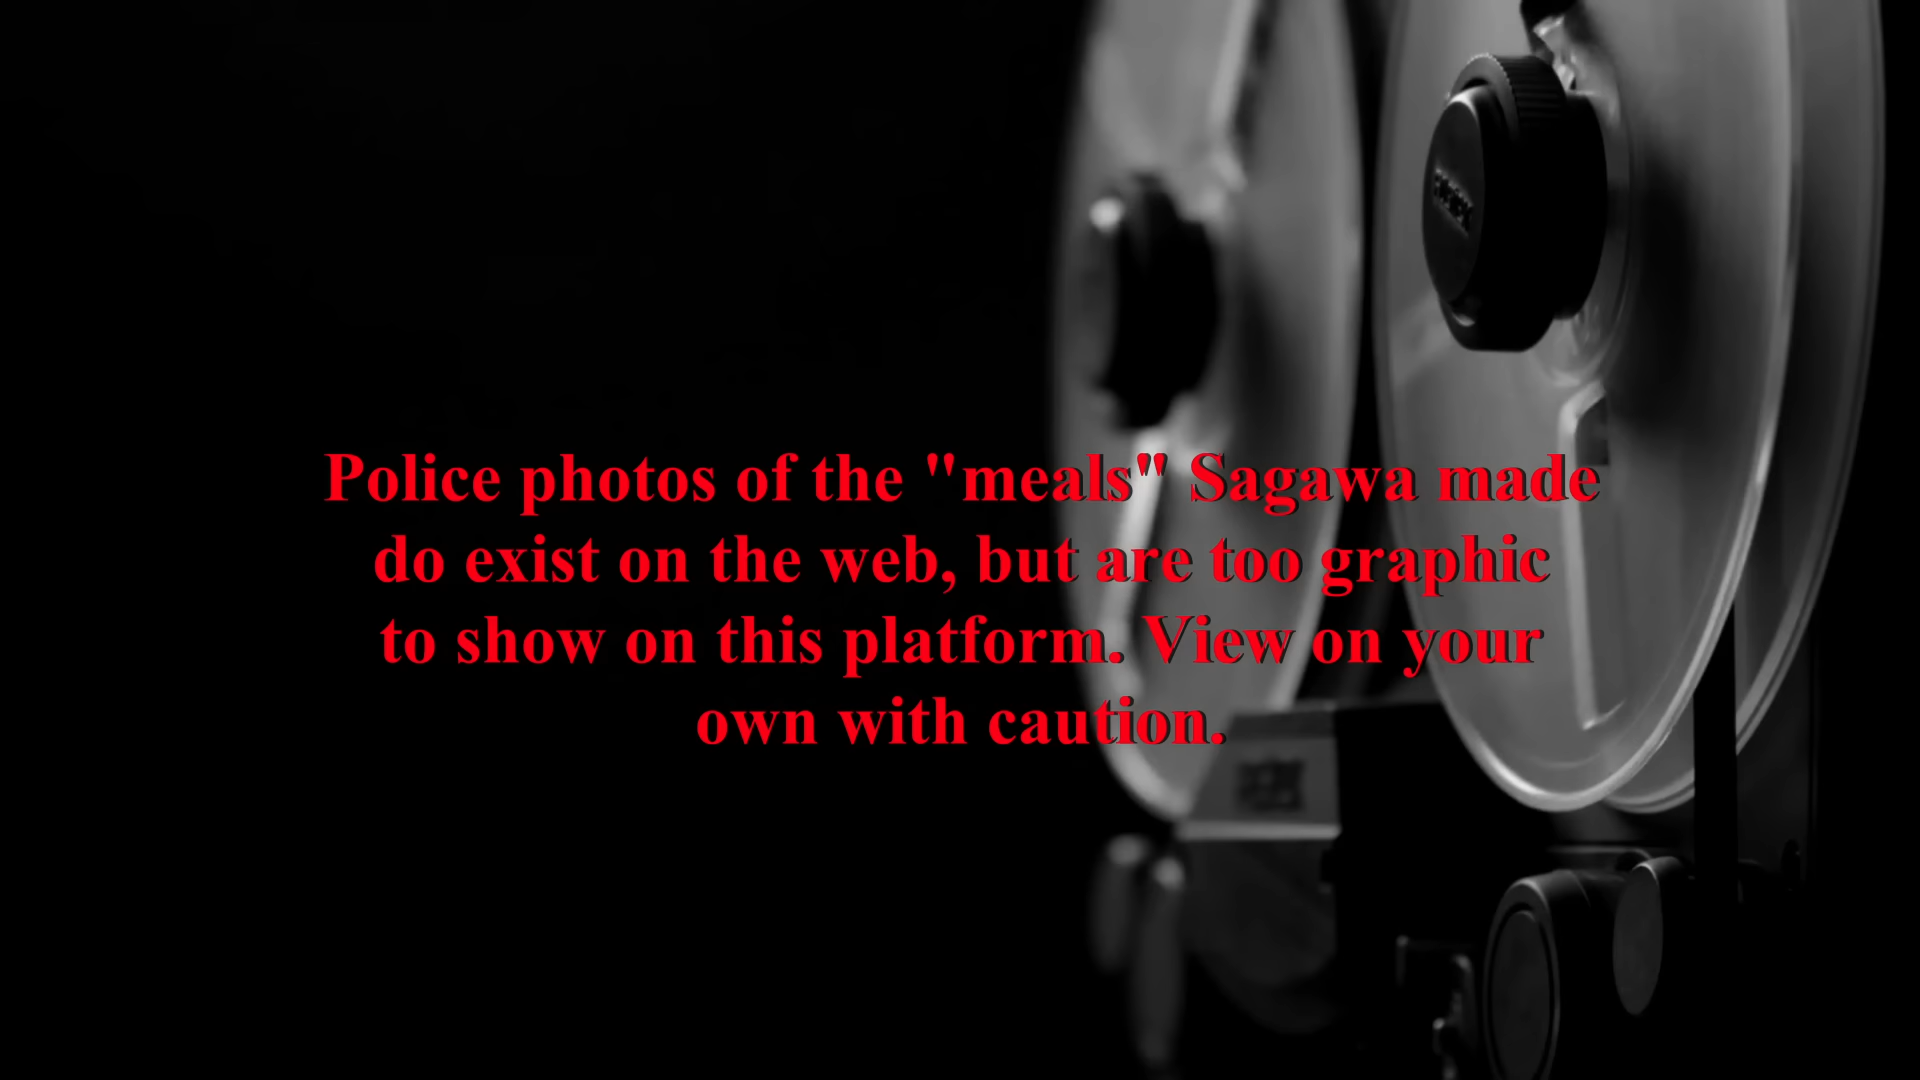 Police photos of the "meals" Sagawa made
do exist on the web, but are too graphic
to show on this platform. View on your
own with caution.